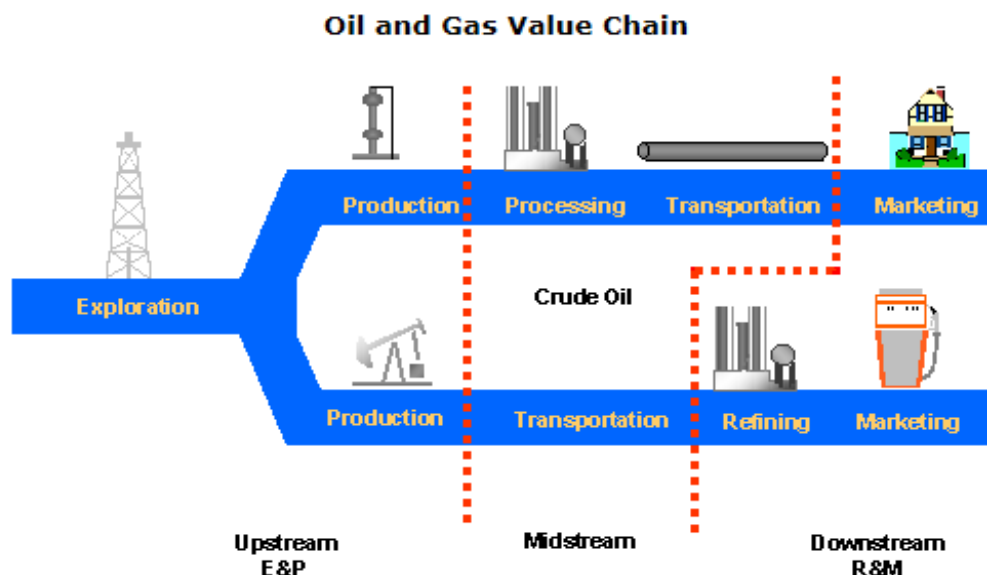 Oil and Gas Value Chain
Production
Processing
Transportation
Marketing
Exploration
Crude Oil
Production
Transportation
Refining
Marketing
Upstream
E&P
Midstream
Downstream
R&M